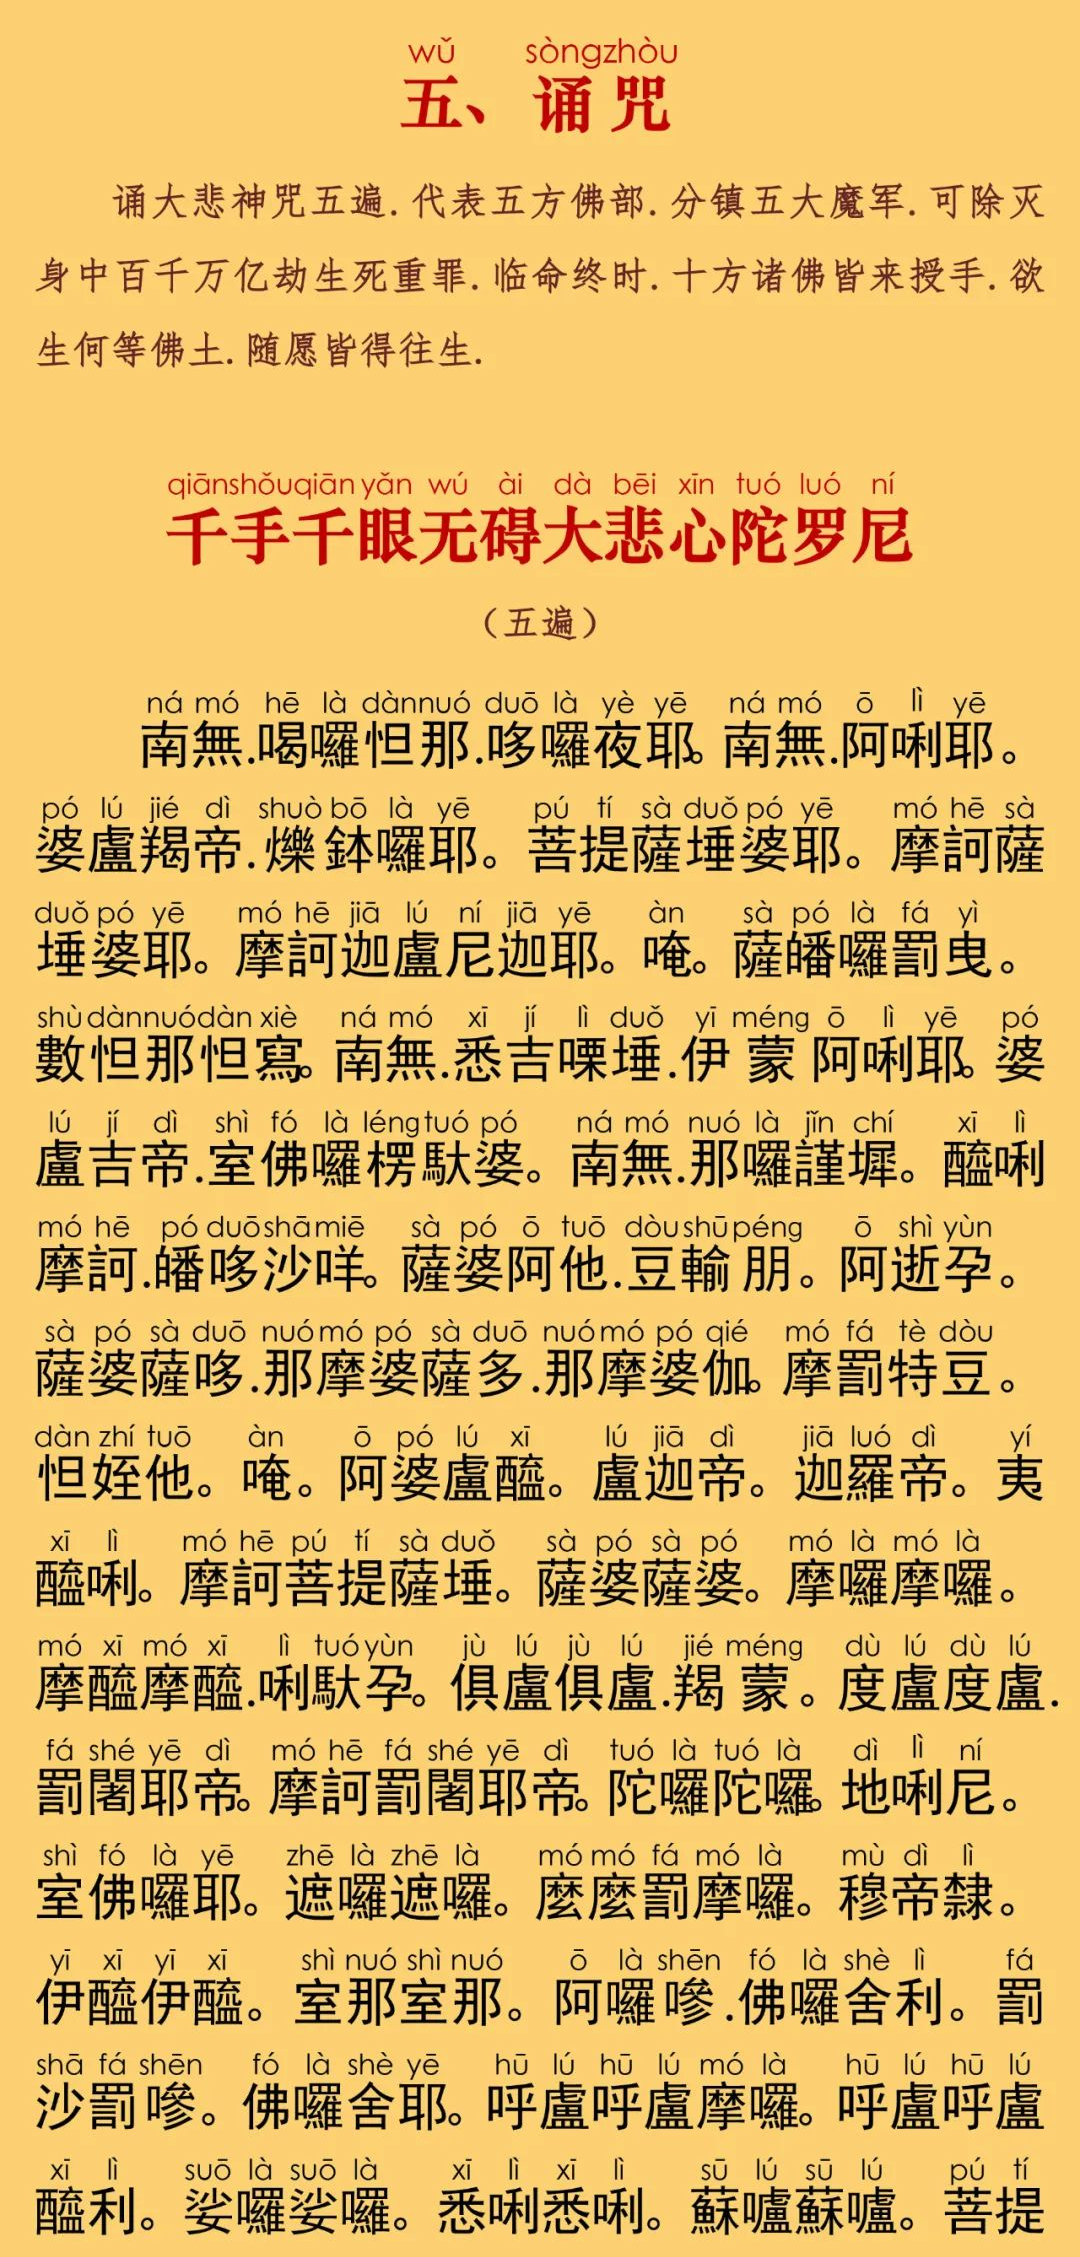 wǔ sòngzhòu
五、诵咒
诵大悲神咒五遍.代表五方佛部.分镇五大魔军.可除灭
身中百千万亿劫生死重罪.临命终时.十方诸佛皆来授手.欲
生何等佛土.随愿皆得往生.
qiānshǒuqiān yǎn wú ài dà bēi xīn tuó luó ní
千手千眼无碍大悲心陀罗尼
（五遍）
ná mó hē là dànnuó duō là yè yē ná mó ō lì yē
南無.喝囉怛那.哆囉夜耶。南無.阿唎耶。
pó lú jié dì shuò bō là yē pú tí sà duǒ pó yē mó hē sà
婆盧羯帝.爍鉢囉耶。菩提薩埵婆耶。摩訶薩
duǒ pó yē mó hē jiā lú ní jiā yē àn sà pó là fá yì
埵婆耶。摩訶迦盧尼迦耶。唵。薩皤囉罰曳。
shù dànnuódàn xiè ná mó xī jí lì duǒ yī méng ō lì yē pó
數怛那怛寫。南無.悉吉㗚埵.伊蒙阿唎耶。婆
lú jí dì shì fó là léngtuó pó ná mó nuó là jǐn chí xī lì
盧吉帝.室佛囉楞馱婆。南無.那囉謹墀。醯唎
mó hē pó duōshāmiē sà pó ō tuō dòushūpéng ō shì yùn
摩訶.皤哆沙咩。薩婆阿他.豆輸朋。阿逝孕。
sà pó sà duō nuómó pó sà duō nuómó pó qié mó fá tè dòu
薩婆薩哆.那摩婆薩多.那摩婆伽。摩罰特豆。
dàn zhí tuō àn ō pó lú xī lú jiā dì jiā luó dì yí
怛姪他。唵。阿婆盧醯。盧迦帝。迦羅帝。夷
xī lì mó hē pú tí sà duǒ sà pó sà pó mó là mó là
醯唎。摩訶菩提薩埵。薩婆薩婆。摩囉摩囉。
mó xī mó xī lì tuó yùn jù lú jù lú jié méng dù lú dù lú
摩醯摩醯.唎馱孕。俱盧俱盧.羯蒙。度盧度盧.
fá shé yē dì mó hē fá shé yē dì tuó là tuó là dì lì ní
罰闍耶帝。摩訶罰闍耶帝。陀囉陀囉。地唎尼。
shì fó là yē zhē là zhē là mó mó fá mó là mù dì lì
室佛囉耶。遮囉遮囉。麼麼罰摩囉。穆帝隸。
yī xī yī xī shì nuó shì nuó ō là shēn fó là shè lì fá
伊醯伊醯。室那室那。阿囉嘇.佛囉舍利。罰
shā fá shēn fó là shè yē hū lú hū lú mó là hū lú hū lú
沙罰嘇。佛囉舍耶。呼盧呼盧摩囉。呼盧呼盧
xī lì suō là suō là xī lì xī lì sū lú sū lú pú tí
醯利。娑囉娑囉。悉唎悉唎。蘇嚧蘇嚧。菩提